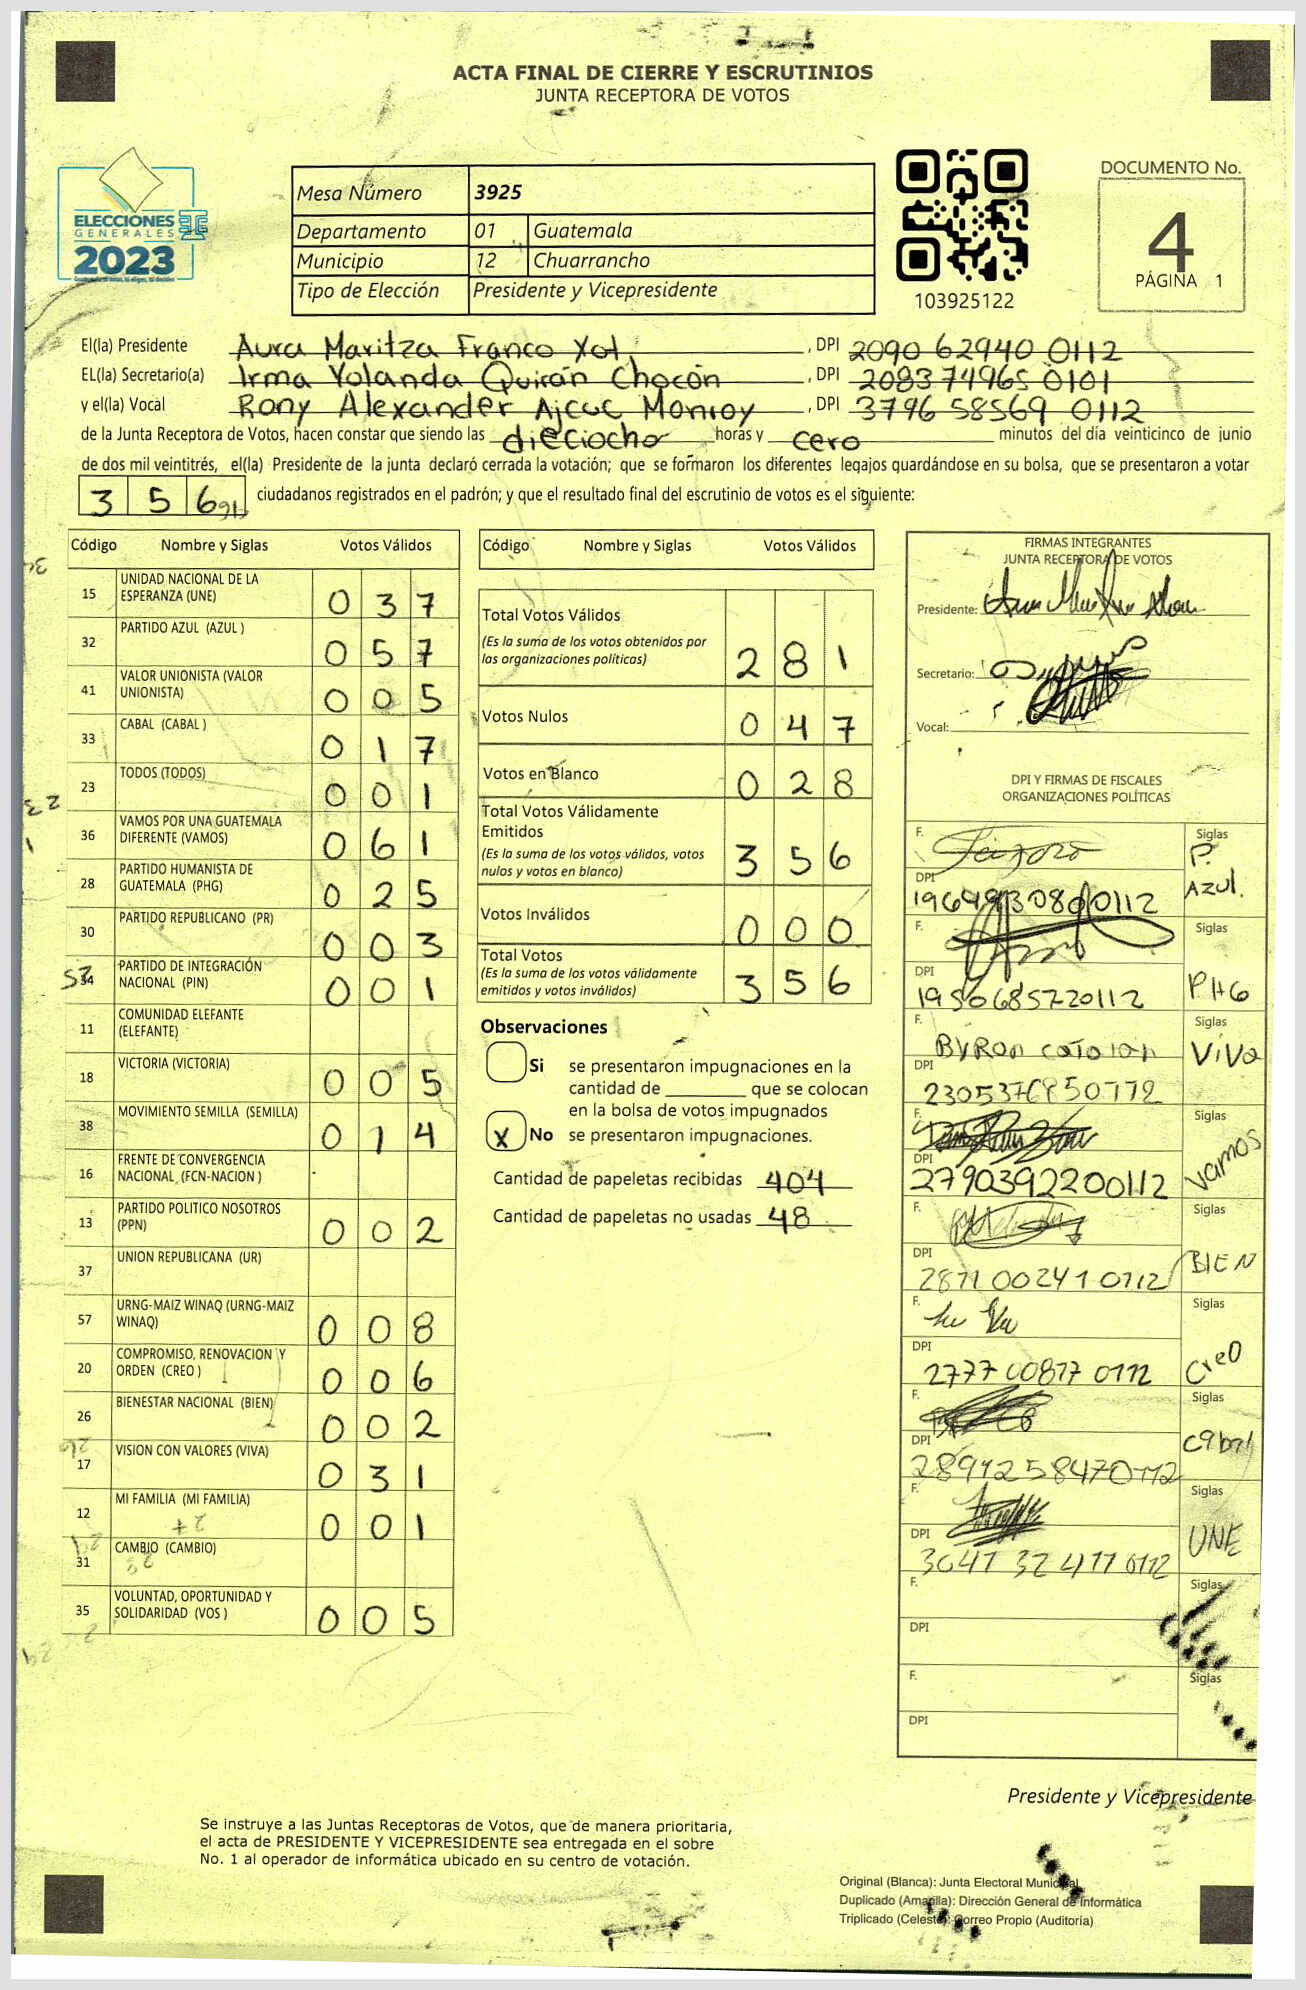 ACTA FINAL DE CIERRE Y ESCRUTINIOS
JUNTA RECEPTORA DE VOTOS
ELECCIONES
GENERALES
2023
Mesa Número 3925
Departamento 01 Guatemala
Municipio 12 Chuarrancho
Tipo de Elección Presidente y Vicepresidente
103925122
DOCUMENTO No.
4
PÁGINA 1
El(la) Presidente Aura Maritza Franco Xot, , DPI 2090 62940 0112
EL(la) Secretario(a) Irma Yolanda Quirán Chocón , DPI 2083 74965 0101
y el(la) Vocal Rony Alexander Ajcuc Monroy , DPI 3796 58569 0112
de la Junta Receptora de Votos, hacen constar que siendo las dieciocho horas y cero minutos del día veinticinco de junio
de dos mil veintitrés, el(la) Presidente de la junta declaró cerrada la votación; que se formaron los diferentes legajos guardándose en su bolsa, que se presentaron a votar
3 5 6 ciudadanos registrados en el padrón; y que el resultado final del escrutinio de votos es el siguiente:
Código Nombre y Siglas Votos Válidos
15 UNIDAD NACIONAL DE LA ESPERANZA (UNE) 0 3 7
32 PARTIDO AZUL (AZUL ) 0 5 7
41 VALOR UNIONISTA (VALOR UNIONISTA) 0 0 5
33 CABAL (CABAL ) 0 1 7
23 TODOS (TODOS) 0 0 1
36 VAMOS POR UNA GUATEMALA DIFERENTE (VAMOS) 0 6 1
28 PARTIDO HUMANISTA DE GUATEMALA (PHG) 0 2 5
30 PARTIDO REPUBLICANO (PR) 0 0 3
34 PARTIDO DE INTEGRACIÓN NACIONAL (PIN) 0 0 1
11 COMUNIDAD ELEFANTE (ELEFANTE)
18 VICTORIA (VICTORIA) 0 0 5
38 MOVIMIENTO SEMILLA (SEMILLA) 0 1 4
16 FRENTE DE CONVERGENCIA NACIONAL (FCN-NACION )
13 PARTIDO POLITICO NOSOTROS (PPN) 0 0 2
37 UNION REPUBLICANA (UR)
57 URNG-MAIZ WINAQ (URNG-MAIZ WINAQ) 0 0 8
20 COMPROMISO, RENOVACION Y ORDEN (CREO ) 0 0 6
26 BIENESTAR NACIONAL (BIEN) 0 0 2
17 VISION CON VALORES (VIVA) 0 3 1
12 MI FAMILIA (MI FAMILIA) 0 0 1
31 CAMBIO (CAMBIO)
35 VOLUNTAD, OPORTUNIDAD Y SOLIDARIDAD (VOS ) 0 0 5
Código Nombre y Siglas Votos Válidos
Total Votos Válidos
(Es la suma de los votos obtenidos por
las organizaciones políticas) 2 8 1
Votos Nulos 0 4 7
Votos en Blanco 0 2 8
Total Votos Válidamente
Emitidos
(Es la suma de los votos válidos, votos
nulos y votos en blanco) 3 5 6
Votos Inválidos 0 0 0
Total Votos
(Es la suma de los votos válidamente
emitidos y votos inválidos) 3 5 6
Observaciones
Si se presentaron impugnaciones en la
cantidad de ________ que se colocan
en la bolsa de votos impugnados
X No se presentaron impugnaciones.
Cantidad de papeletas recibidas 404
Cantidad de papeletas no usadas 48
FIRMAS INTEGRANTES
JUNTA RECEPTORA DE VOTOS
Presidente:
Secretario:
Vocal:
DPI Y FIRMAS DE FISCALES
ORGANIZACIONES POLÍTICAS
F. Siglas P. Azul.
DPI
F. Siglas PHG
DPI 1950685720112
F. Byron Siglas VIVA
DPI
F. Siglas Vamos
DPI 2790392200112
F. Siglas BIEN
DPI 2871 00241 0112
F. Siglas CreO
DPI 2777 00877 0112
F. Siglas Cabal
DPI
F. Siglas UNE
DPI
F. Siglas
DPI
F. Siglas
DPI
Presidente y Vicepresidente
Se instruye a las Juntas Receptoras de Votos, que de manera prioritaria,
el acta de PRESIDENTE Y VICEPRESIDENTE sea entregada en el sobre
No. 1 al operador de informática ubicado en su centro de votación.
Original (Blanca): Junta Electoral Municipal
Duplicado (Amarilla): Dirección General de Informática
Triplicado (Celeste): Correo Propio (Auditoría)